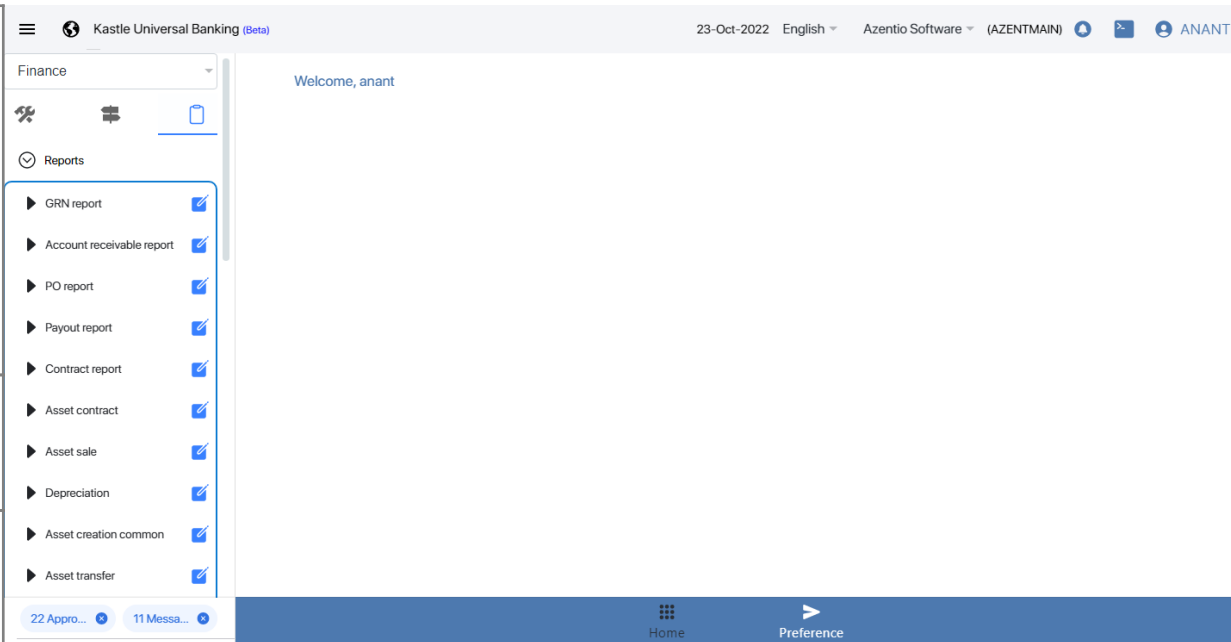 Kastle Universal Banking (Beta)
23-Oct-2022 English Azentio Software (AZENTMAIN) ANANT
Finance
Welcome, anant
Reports
GRN report
Account receivable report
PO report
Payout report
Contract report
Asset contract
Asset sale
Depreciation
Asset creation common
Asset transfer
22 Appro... 11 Messa...
Home Preference